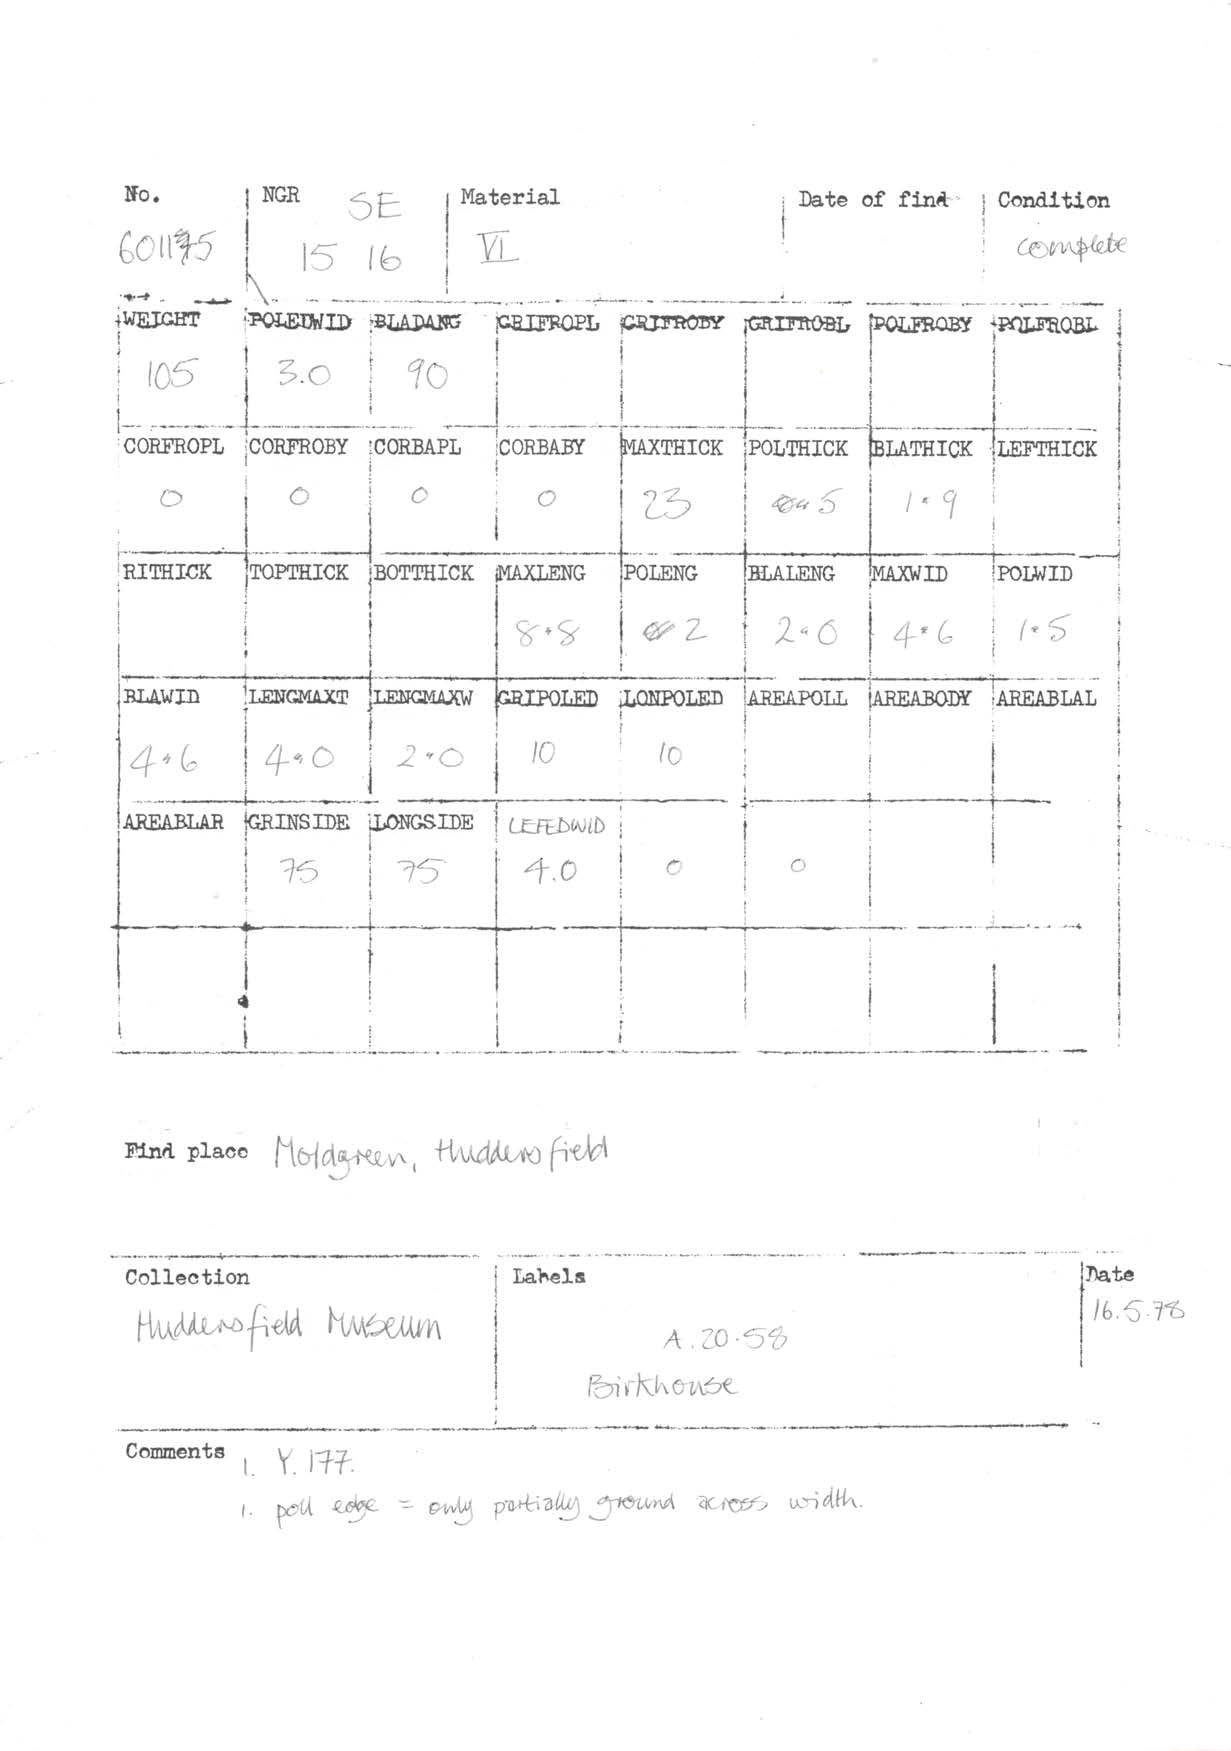 No. NGR SE Material Date of find Condition
601175 15 16 VI complete
WEIGHT POLEDWID BLADANG GRIFROPL GRIFROBY GRIFROBL POLFROBY POLFROBL
105 3.0 90
CORFROPL CORFROBY CORBAPL CORBABY MAXTHICK POLTHICK BLATHICK LEFTHICK
0 0 0 0 23 5 1.9
RITHICK TOPTHICK BOTTHICK MAXLENG POLENG BLALENG MAXWID POLWID
8.8 2 2.0 4.6 1.5
BLAWID LENGMAXT LENGMAXW GRIPOLED LONPOLED AREAPOLL AREABODY AREABLAL
4.6 4.0 2.0 10 10
AREABLAR GRINSIDE LONGSIDE LEFEDWID
75 75 4.0 0 0
Find place Moldgreen, Huddersfield
Collection Labels Date
Huddersfield Museum A.20.58 16.5.78
Birkhouse
Comments 1. Y.177.
1. poll edge = only partially ground across width.